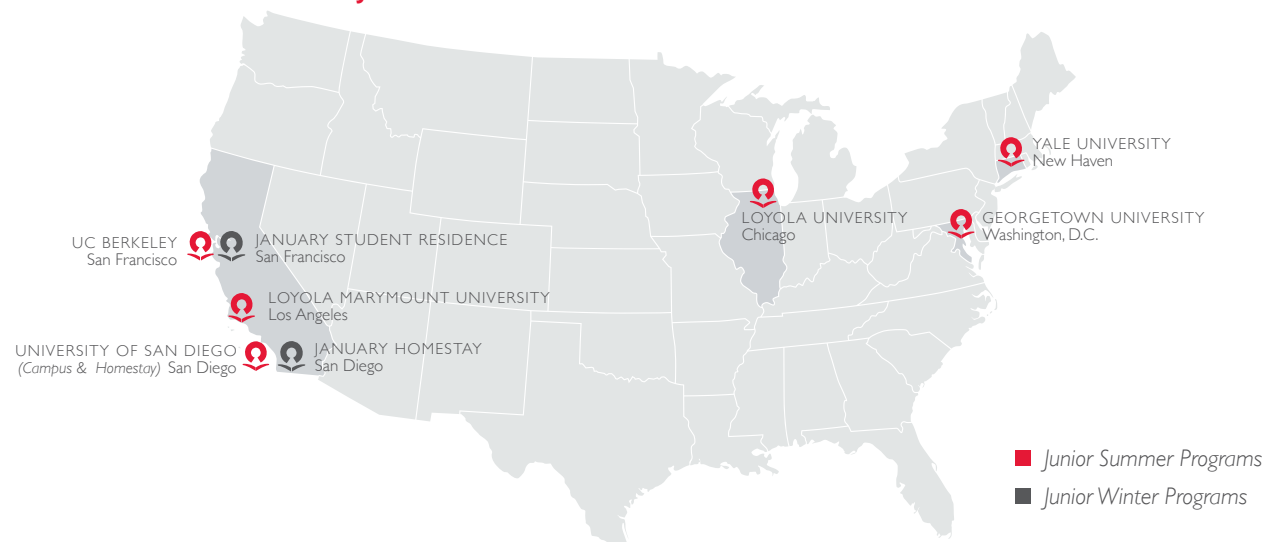 YALE UNIVERSITY
New Haven
LOYOLA UNIVERSITY
Chicago
GEORGETOWN UNIVERSITY
Washington, D.C.
UC BERKELEY
San Francisco
JANUARY STUDENT RESIDENCE
San Francisco
LOYOLA MARYMOUNT UNIVERSITY
Los Angeles
UNIVERSITY OF SAN DIEGO
(Campus & Homestay) San Diego
JANUARY HOMESTAY
San Diego
Junior Summer Programs
Junior Winter Programs